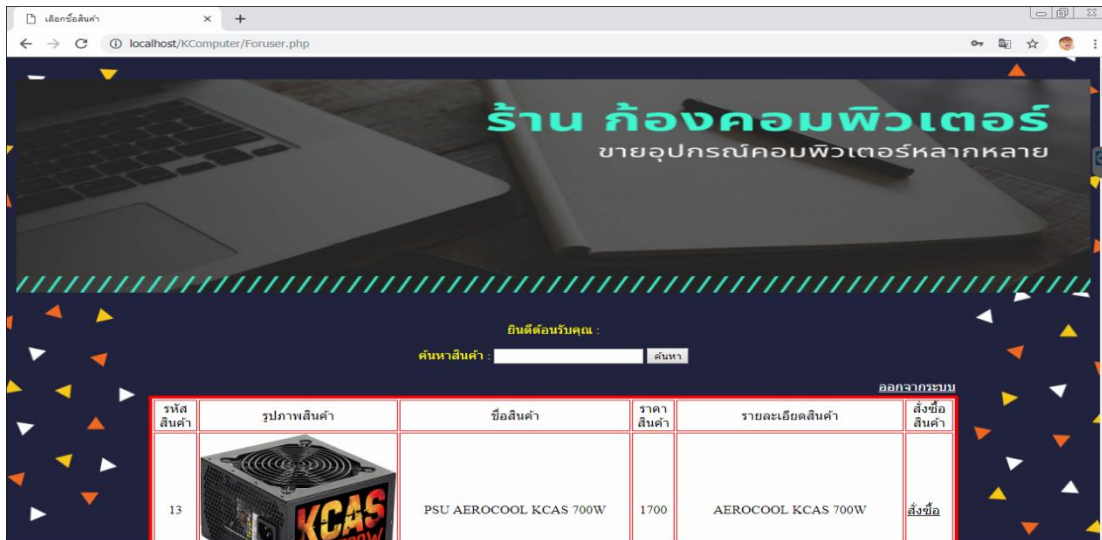 เลือกซื้อสินค้า
localhost/KComputer/Foruser.php
ร้าน ก้องคอมพิวเตอร์
ขายอุปกรณ์คอมพิวเตอร์หลากหลาย
ยินดีต้อนรับคุณ :
ค้นหาสินค้า : ค้นหา
ออกจากระบบ
รหัสสินค้า รูปภาพสินค้า ชื่อสินค้า ราคาสินค้า รายละเอียดสินค้า สั่งซื้อสินค้า
13 KCAS 700W PSU AEROCOOL KCAS 700W 1700 AEROCOOL KCAS 700W สั่งซื้อ